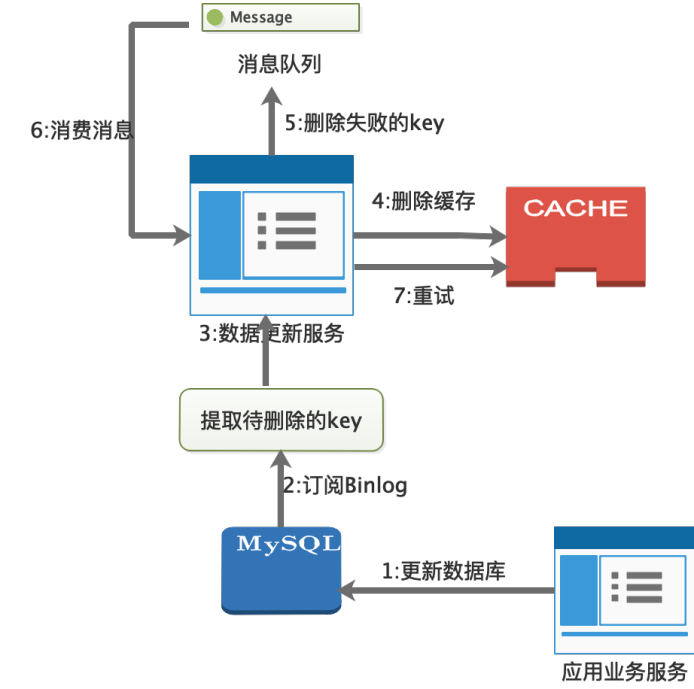 Message
消息队列
5:删除失败的key
6:消费消息
4:删除缓存
CACHE
7:重试
3:数据更新服务
提取待删除的key
2:订阅Binlog
MySQL
1:更新数据库
应用业务服务